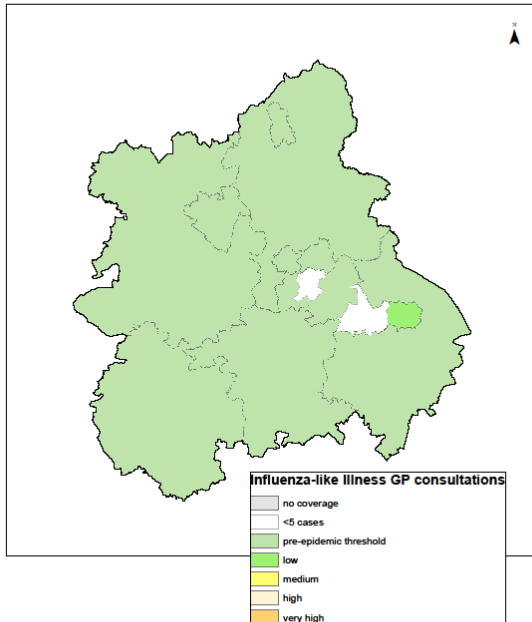 N
Influenza-like Illness GP consultations
no coverage
<5 cases
pre-epidemic threshold
low
medium
high
very high